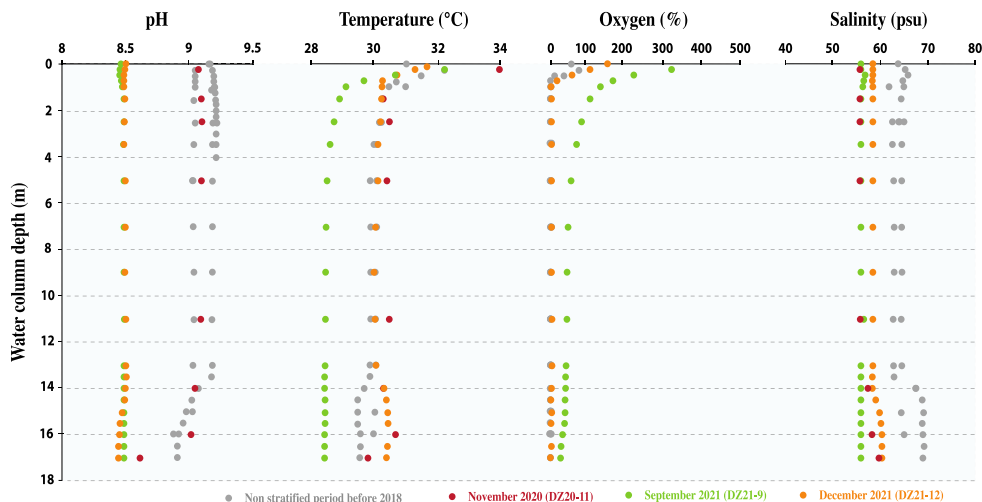 pH Temperature (°C) Oxygen (%) Salinity (psu)
8 8.5 9 9.5 28 30 32 34 0 100 200 300 400 500 40 50 60 70 80
0
2
4
6
8
10
12
14
16
18
Water column depth (m)
Non stratified period before 2018 November 2020 (DZ20-11) September 2021 (DZ21-9) December 2021 (DZ21-12)